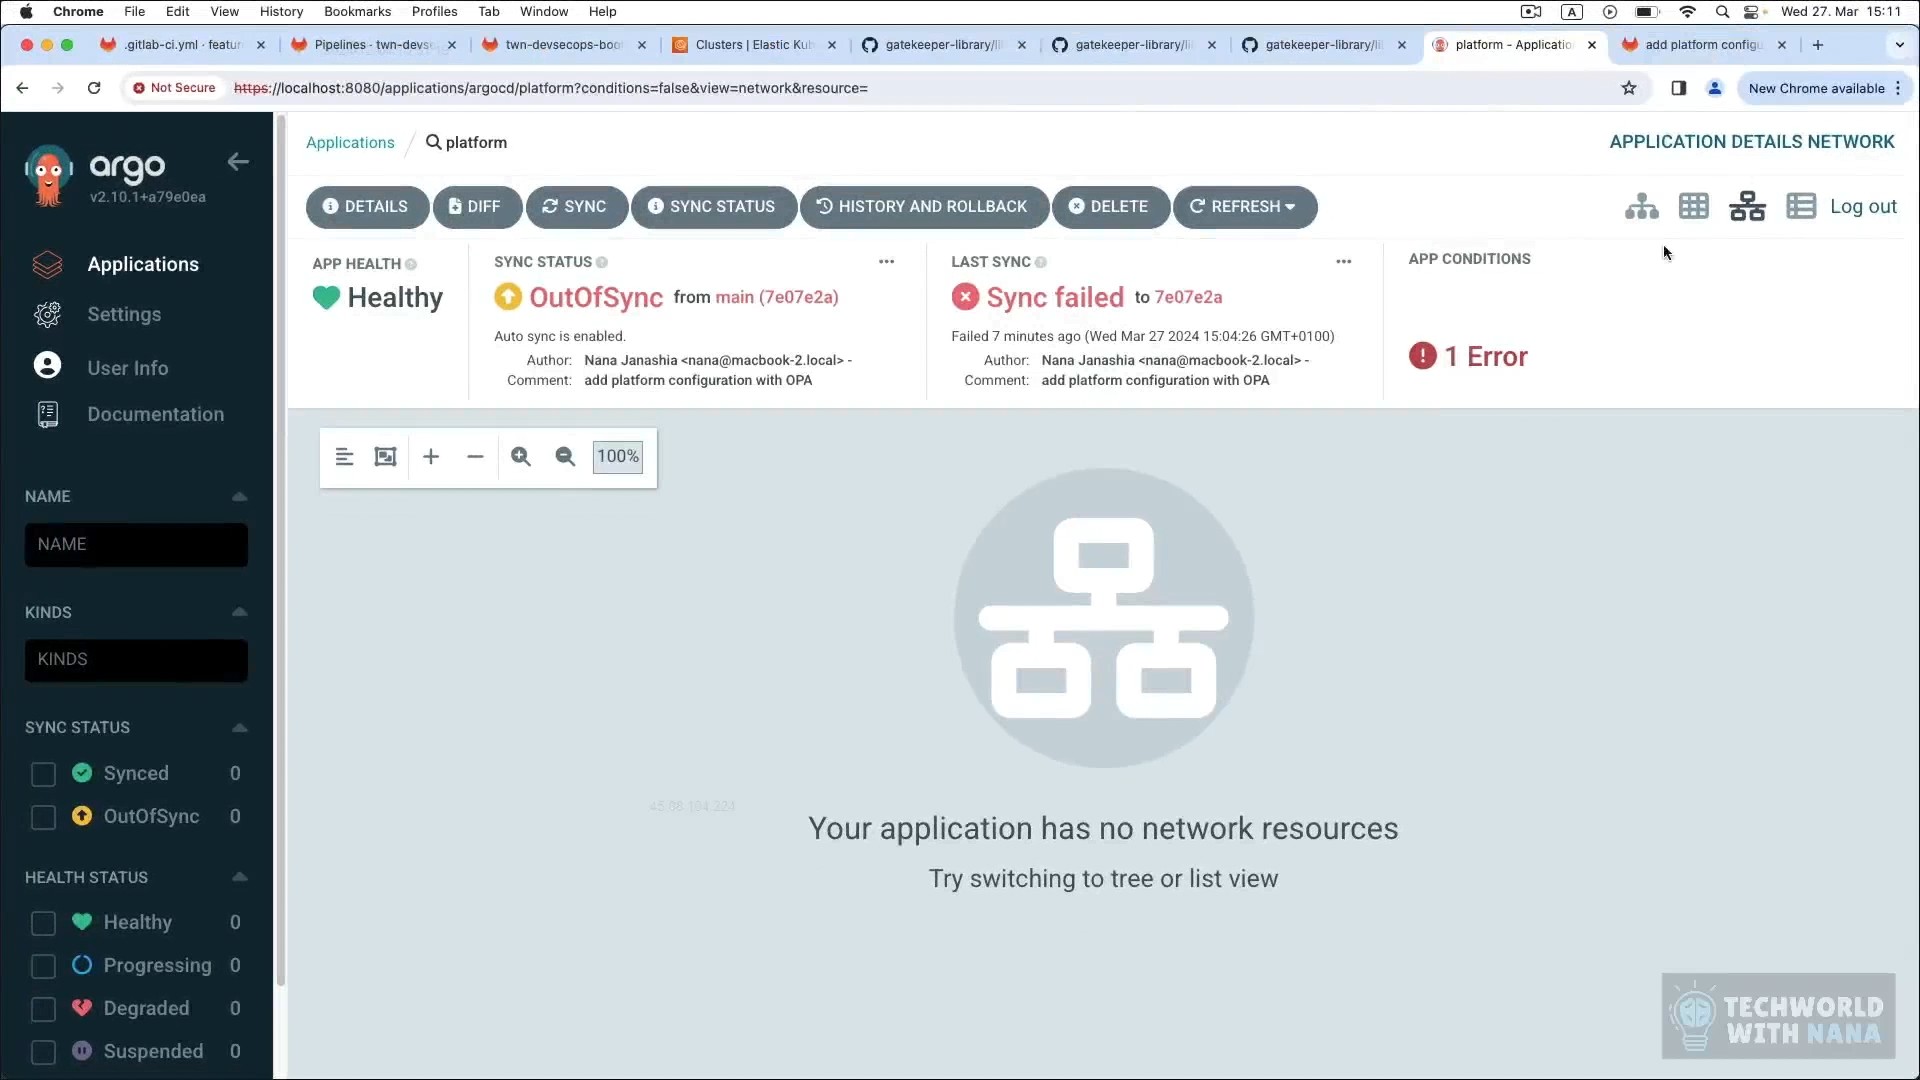 Chrome File Edit View History Bookmarks Profiles Tab Window Help
A Wed 27. Mar 15:11
.gitlab-ci.yml · featur
Pipelines · twn-devse
twn-devsecops-boo
Clusters | Elastic Kub
gatekeeper-library/li
gatekeeper-library/li
gatekeeper-library/li
platform - Applicatio
add platform configu
Not Secure https://localhost:8080/applications/argocd/platform?conditions=false&view=network&resource=
New Chrome available
argo
v2.10.1+a79e0ea
Applications
Settings
User Info
Documentation
NAME
NAME
KINDS
KINDS
SYNC STATUS
Synced 0
OutOfSync 0
HEALTH STATUS
Healthy 0
Progressing 0
Degraded 0
Suspended 0
Applications / platform
APPLICATION DETAILS NETWORK
DETAILS DIFF SYNC SYNC STATUS HISTORY AND ROLLBACK DELETE REFRESH
Log out
APP HEALTH
Healthy
SYNC STATUS
OutOfSync from main (7e07e2a)
Auto sync is enabled.
Author: Nana Janashia <nana@macbook-2.local> -
Comment: add platform configuration with OPA
LAST SYNC
Sync failed to 7e07e2a
Failed 7 minutes ago (Wed Mar 27 2024 15:04:26 GMT+0100)
Author: Nana Janashia <nana@macbook-2.local> -
Comment: add platform configuration with OPA
APP CONDITIONS
1 Error
100%
Your application has no network resources
Try switching to tree or list view
TECHWORLD
WITH NANA